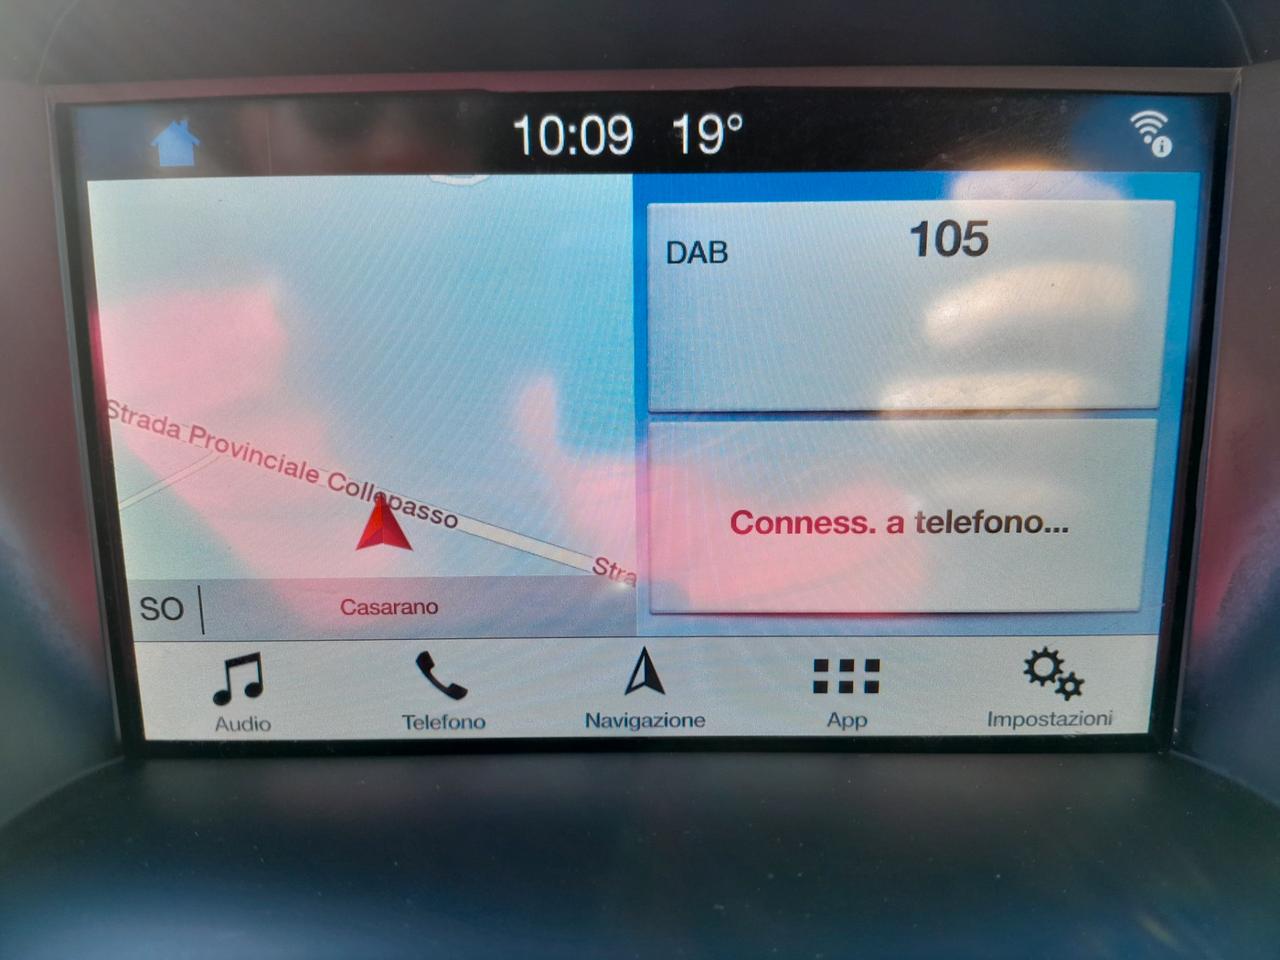 10:09 19°
DAB
105
Strada Provinciale Collepasso
Stra
Conness. a telefono...
SO
Casarano
Audio
Telefono
Navigazione
App
Impostazioni